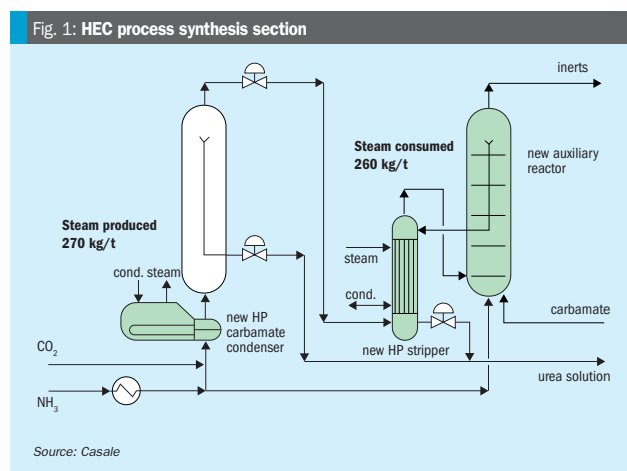 Fig. 1: HEC process synthesis section
inerts
Steam consumed
260 kg/t
new auxiliary
reactor
Steam produced
270 kg/t
steam
cond. steam
cond.
new HP
carbamate
condenser
carbamate
new HP stripper
CO₂
urea solution
NH₃
Source: Casale